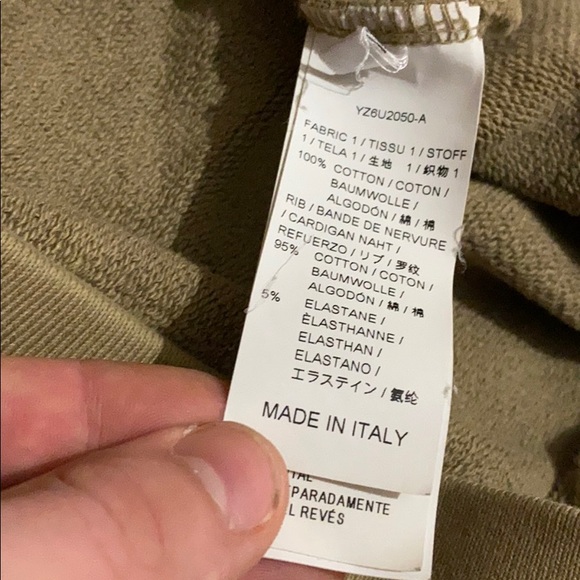 YZ6U2050-A
FABRIC 1 / TISSU 1 / STOFF
1 / TELA 1 / 生地 1 / 织物 1
100% COTTON / COTON /
BAUMWOLLE /
ALGODÓN / 綿 / 棉
RIB / BANDE DE NERVURE
/ CARDIGAN NAHT /
REFUERZO / リブ / 罗纹
95% COTTON / COTON /
BAUMWOLLE /
ALGODÓN / 綿 / 棉
5% ELASTANE /
ÉLASTHANNE /
ELASTHAN /
ELASTANO /
エラステイン / 氨纶
MADE IN ITALY
PARADAMENTE
L REVÉS